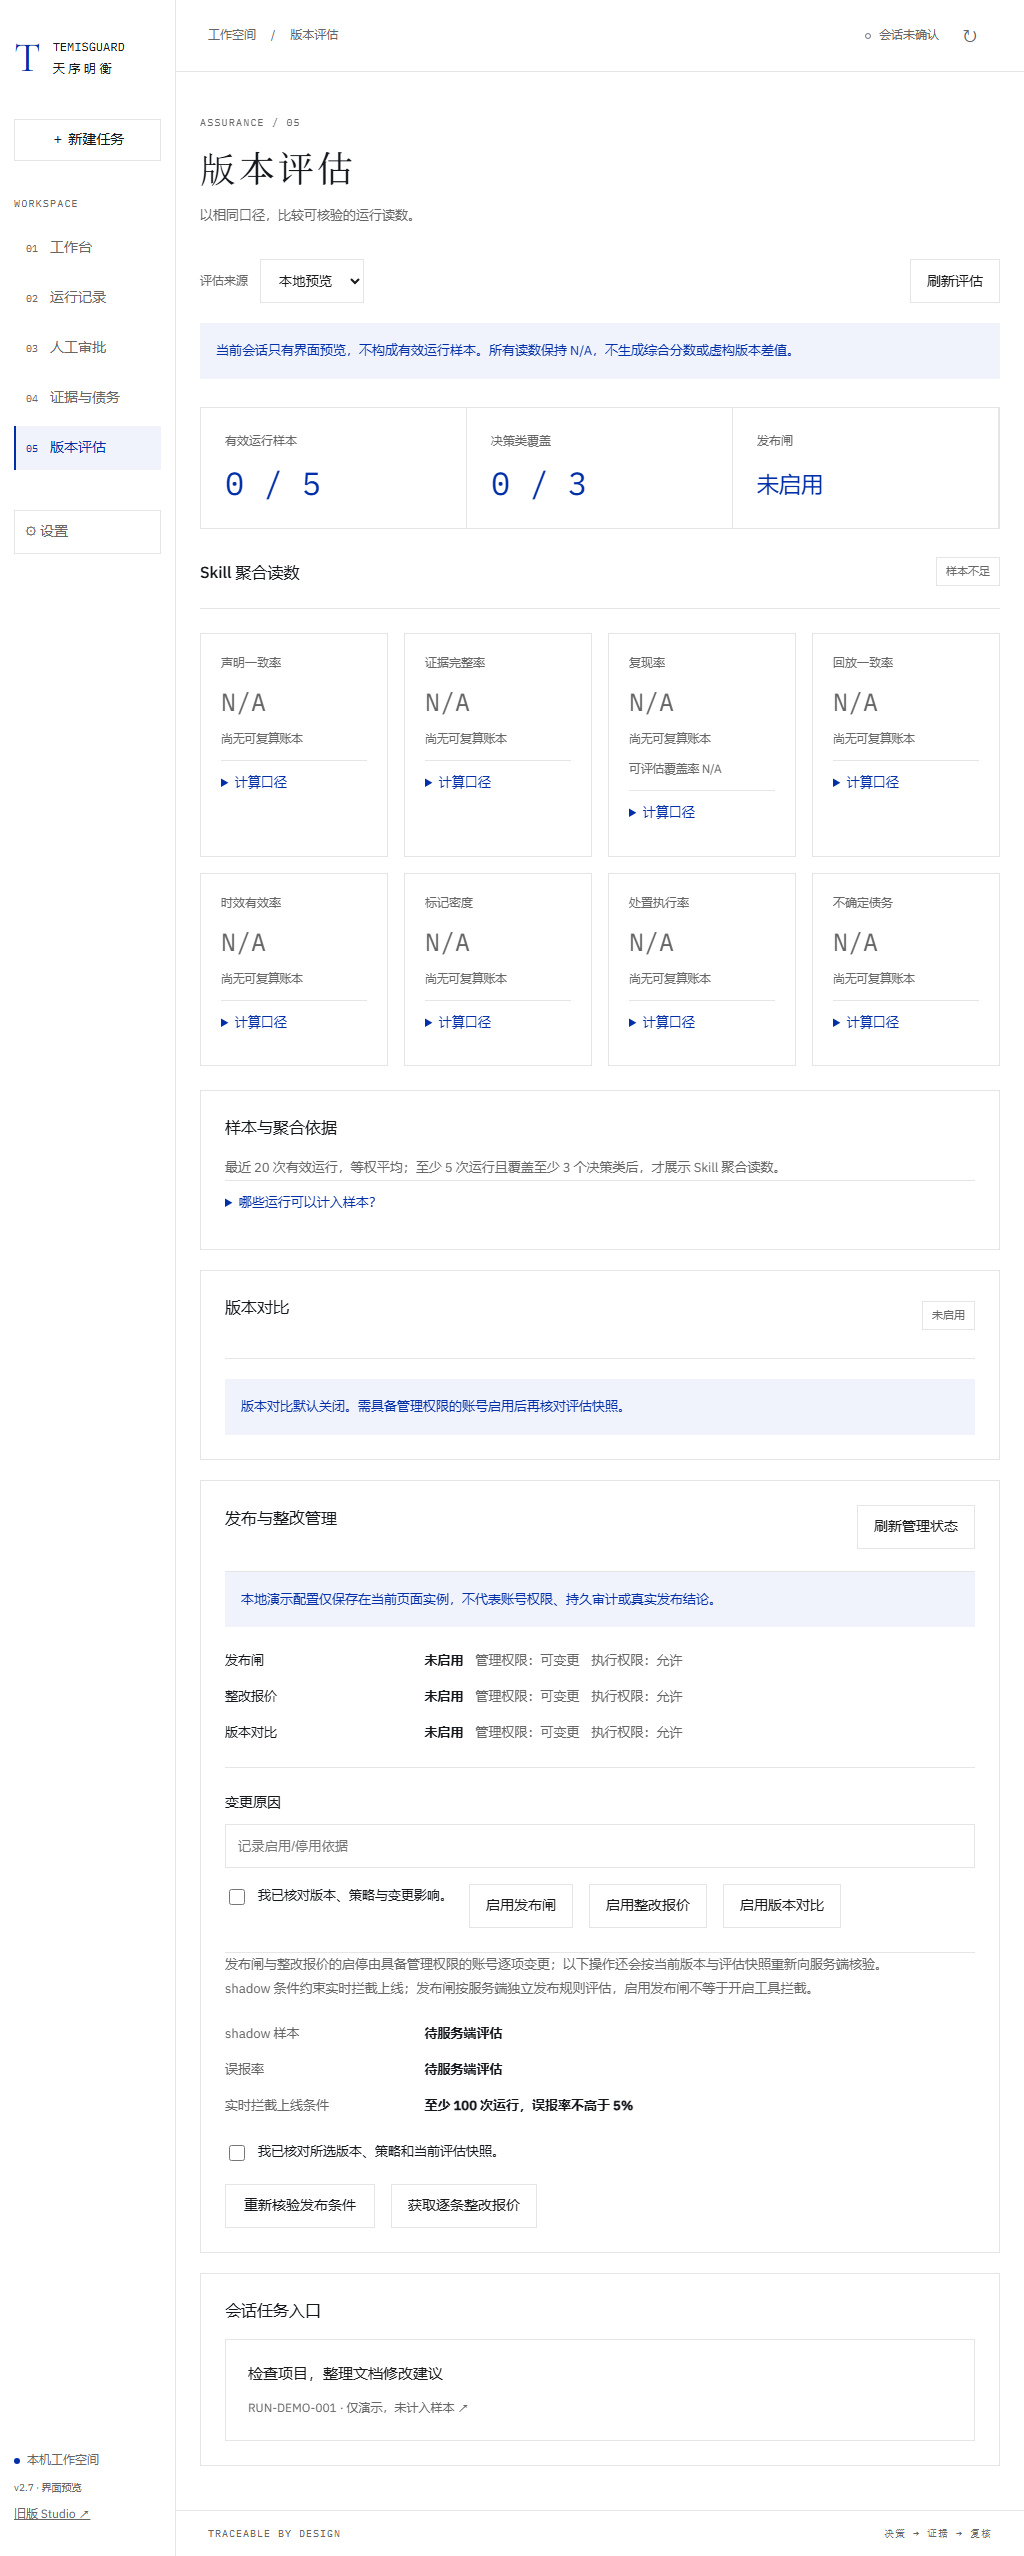 T
TEMISGUARD
天序明衡
+ 新建任务
WORKSPACE
01 工作台
02 运行记录
03 人工审批
04 证据与债务
05 版本评估
⚙ 设置
本机工作空间
v2.7 · 界面预览
旧版 Studio ↗
工作空间 / 版本评估
会话未确认 ↻
ASSURANCE / 05
版本评估
以相同口径，比较可核验的运行读数。
评估来源 本地预览 刷新评估
当前会话只有界面预览，不构成有效运行样本。所有读数保持 N/A，不生成综合分数或虚构版本差值。
有效运行样本 决策类覆盖 发布闸
0 / 5 0 / 3 未启用
Skill 聚合读数 样本不足
声明一致率 证据完整率 复现率 回放一致率
N/A N/A N/A N/A
尚无可复算账本 尚无可复算账本 尚无可复算账本 尚无可复算账本
可评估覆盖率 N/A
▶ 计算口径 ▶ 计算口径 ▶ 计算口径 ▶ 计算口径
时效有效率 标记密度 处置执行率 不确定债务
N/A N/A N/A N/A
尚无可复算账本 尚无可复算账本 尚无可复算账本 尚无可复算账本
▶ 计算口径 ▶ 计算口径 ▶ 计算口径 ▶ 计算口径
样本与聚合依据
最近 20 次有效运行，等权平均；至少 5 次运行且覆盖至少 3 个决策类后，才展示 Skill 聚合读数。
▶ 哪些运行可以计入样本？
版本对比 未启用
版本对比默认关闭。需具备管理权限的账号启用后再核对评估快照。
发布与整改管理 刷新管理状态
本地演示配置仅保存在当前页面实例，不代表账号权限、持久审计或真实发布结论。
发布闸 未启用 管理权限：可变更 执行权限：允许
整改报价 未启用 管理权限：可变更 执行权限：允许
版本对比 未启用 管理权限：可变更 执行权限：允许
变更原因
记录启用/停用依据
我已核对版本、策略与变更影响。 启用发布闸 启用整改报价 启用版本对比
发布闸与整改报价的启停由具备管理权限的账号逐项变更；以下操作还会按当前版本与评估快照重新向服务端核验。
shadow 条件约束实时拦截上线；发布闸按服务端独立发布规则评估，启用发布闸不等于开启工具拦截。
shadow 样本 待服务端评估
误报率 待服务端评估
实时拦截上线条件 至少 100 次运行，误报率不高于 5%
我已核对所选版本、策略和当前评估快照。
重新核验发布条件 获取逐条整改报价
会话任务入口
检查项目，整理文档修改建议
RUN-DEMO-001 · 仅演示，未计入样本 ↗
TRACEABLE BY DESIGN 决策 → 证据 → 复核